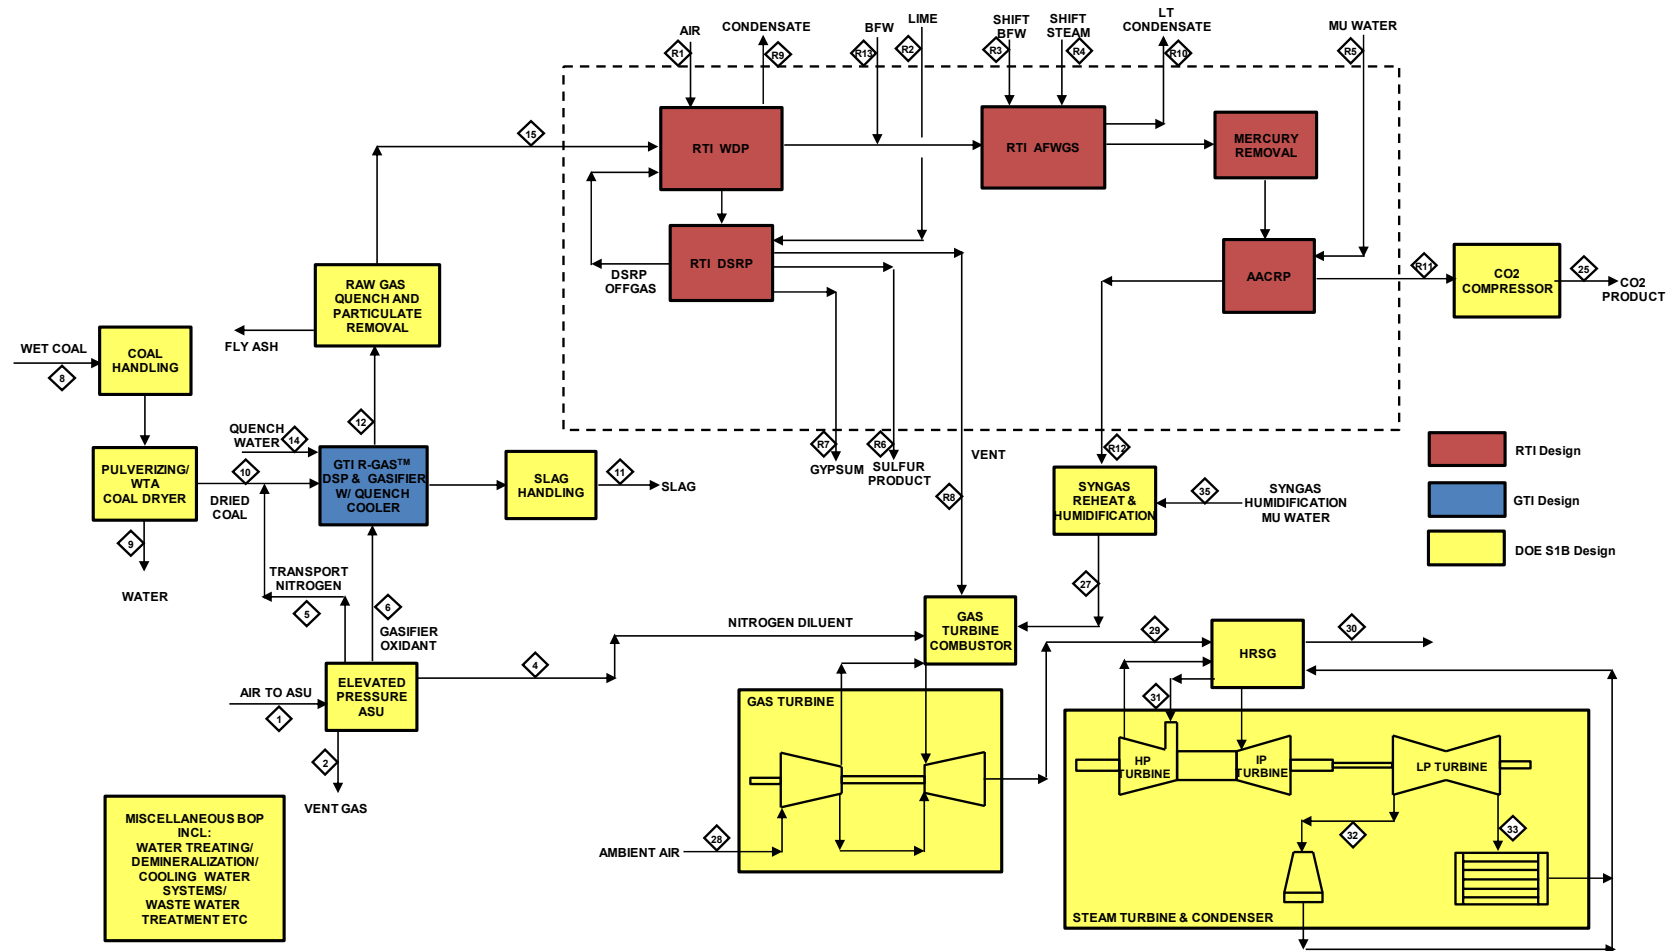 AIR
CONDENSATE
BFW
LIME
SHIFT
BFW
SHIFT
STEAM
LT
CONDENSATE
MU WATER
R1
R9
R13
R2
R3
R4
R10
R5
15
RTI WDP
RTI AFWGS
MERCURY
REMOVAL
RTI DSRP
DSRP
OFFGAS
AACRP
R11
CO2
COMPRESSOR
25
CO2
PRODUCT
RAW GAS
QUENCH AND
PARTICULATE
REMOVAL
FLY ASH
WET COAL
8
COAL
HANDLING
12
QUENCH
WATER
14
PULVERIZING/
WTA
COAL DRYER
10
DRIED
COAL
GTI R-GAS™
DSP & GASIFIER
W/ QUENCH
COOLER
SLAG
HANDLING
11
SLAG
R7
GYPSUM
R6
SULFUR
PRODUCT
VENT
R8
R12
SYNGAS
REHEAT &
HUMIDIFICATION
35
SYNGAS
HUMIDIFICATION
MU WATER
RTI Design
GTI Design
DOE S1B Design
9
WATER
TRANSPORT
NITROGEN
5
6
GASIFIER
OXIDANT
27
NITROGEN DILUENT
4
GAS
TURBINE
COMBUSTOR
29
HRSG
30
31
AIR TO ASU
1
ELEVATED
PRESSURE
ASU
2
VENT GAS
GAS TURBINE
HP
TURBINE
IP
TURBINE
LP TURBINE
AMBIENT AIR
28
32
33
STEAM TURBINE & CONDENSER
MISCELLANEOUS BOP
INCL:
WATER TREATING/
DEMINERALIZATION/
COOLING WATER
SYSTEMS/
WASTE WATER
TREATMENT ETC